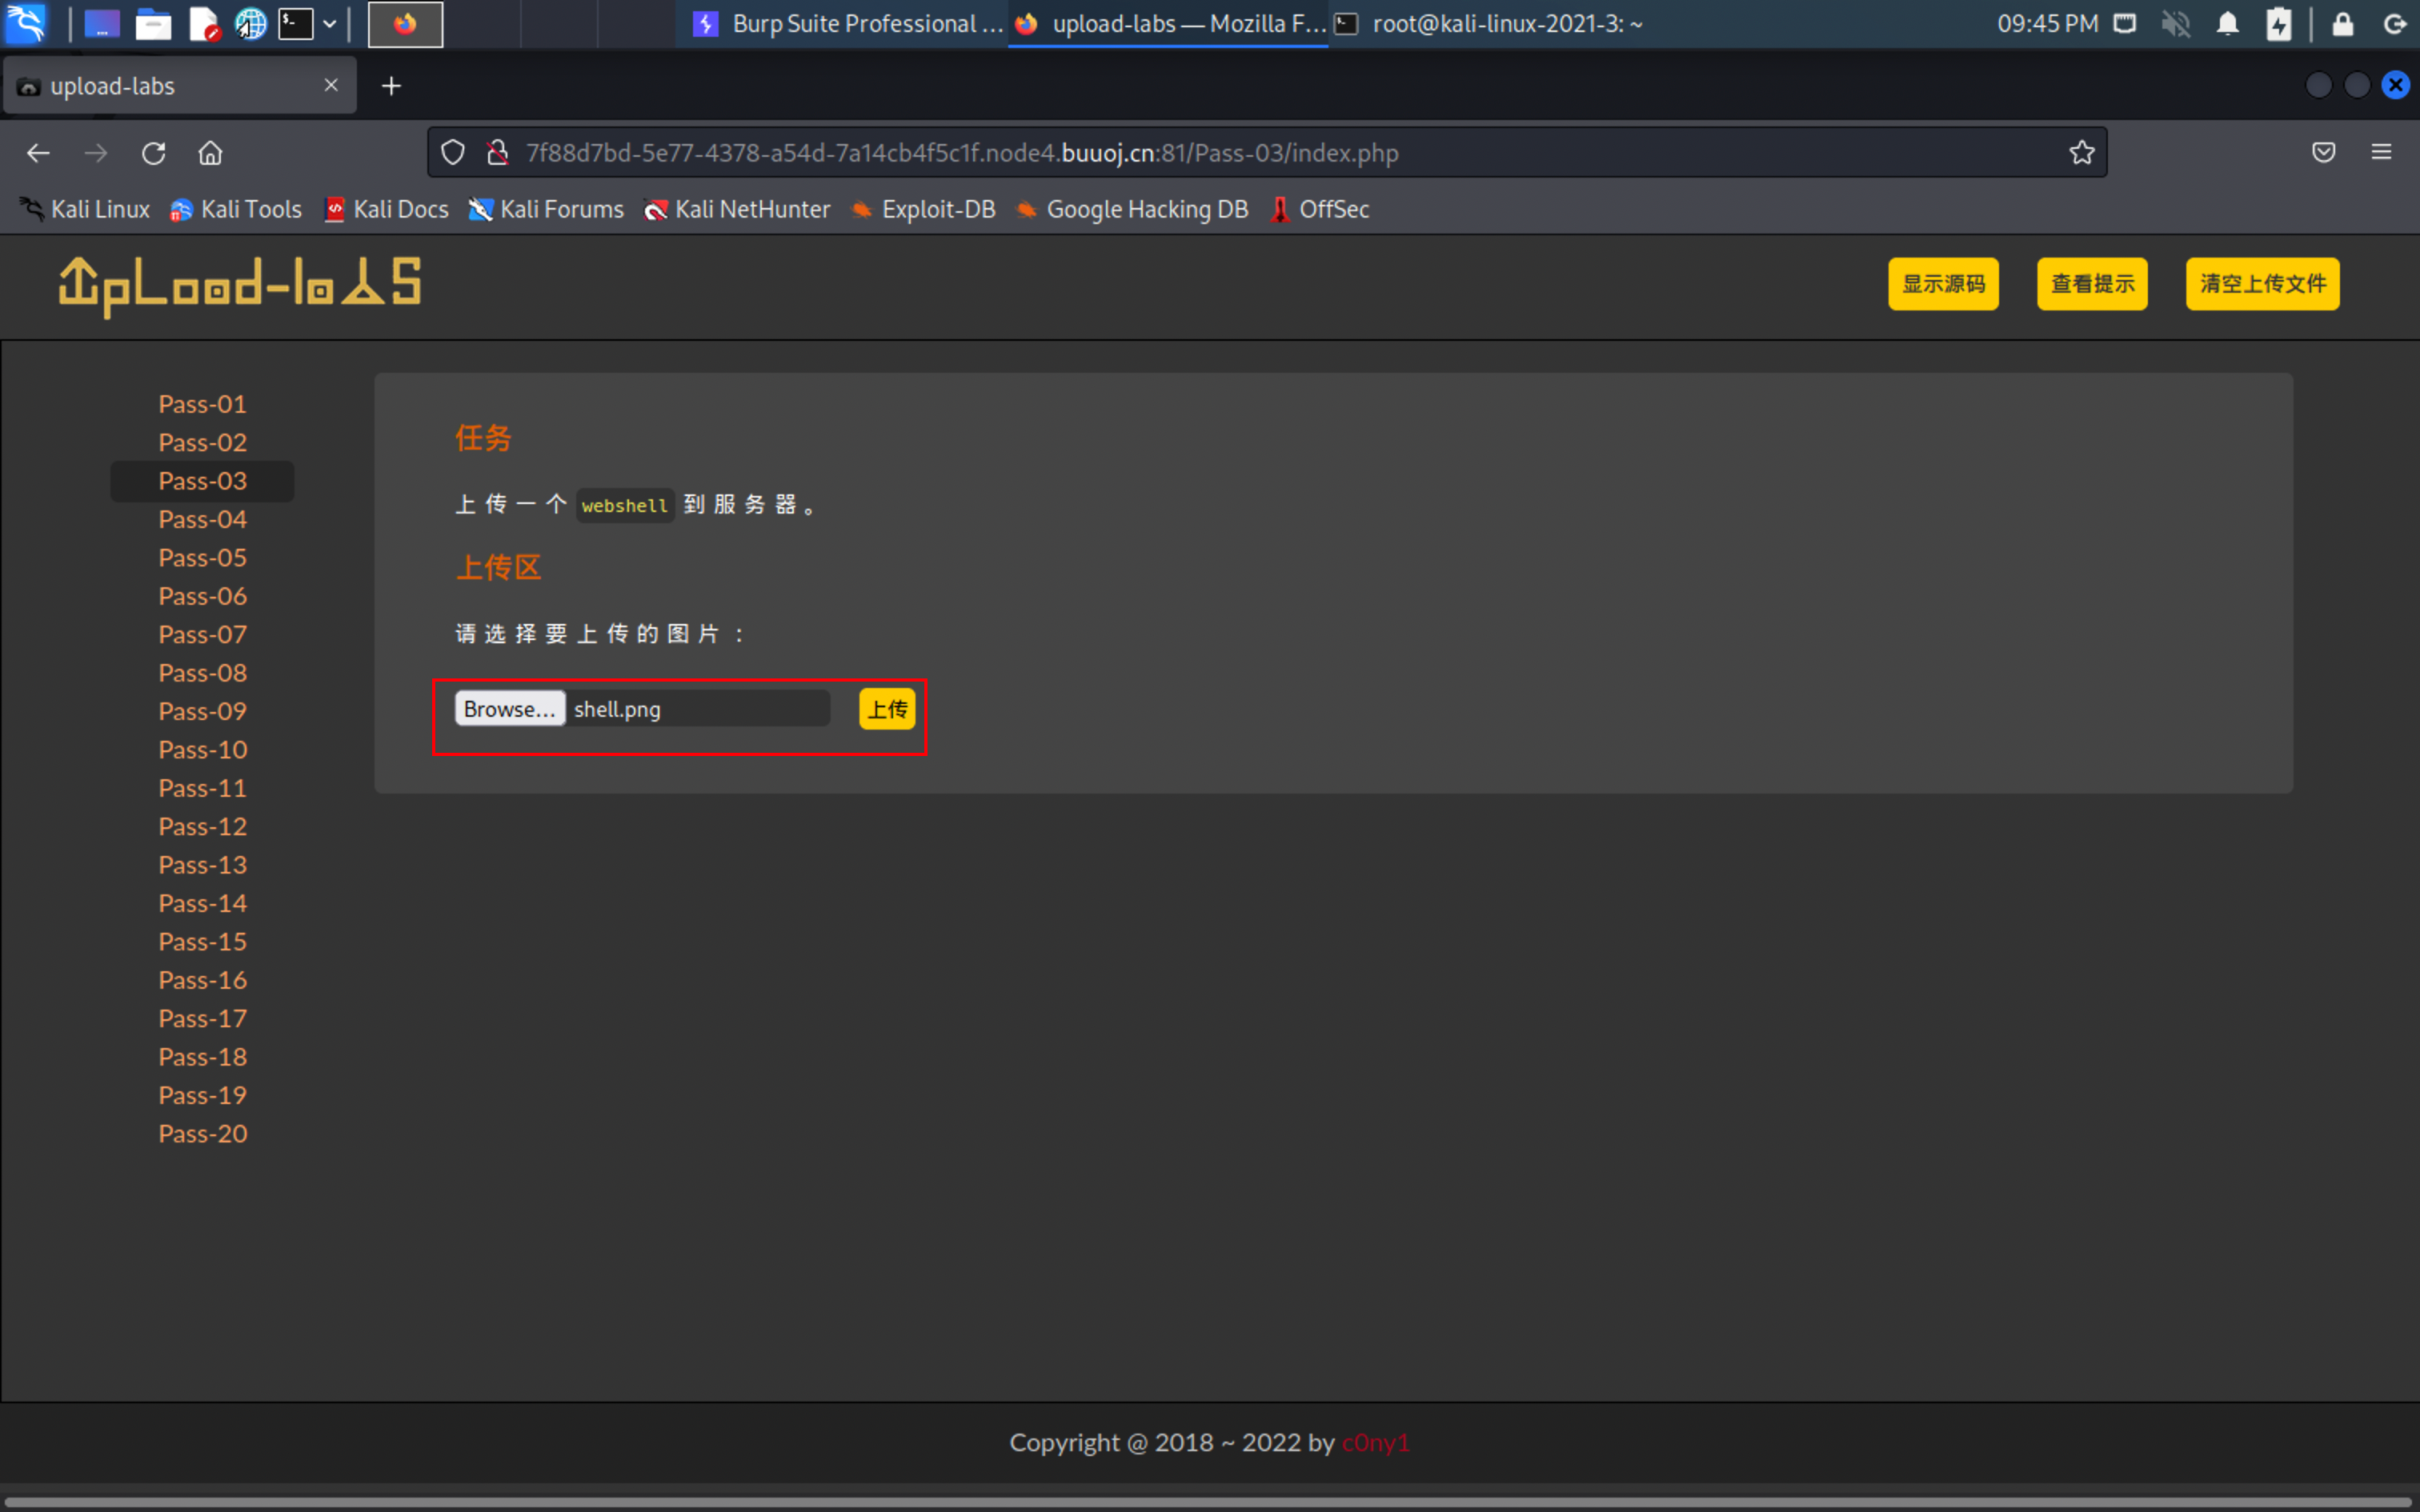 Burp Suite Professional ... upload-labs — Mozilla F... root@kali-linux-2021-3: ~ 09:45 PM
upload-labs
7f88d7bd-5e77-4378-a54d-7a14cb4f5c1f.node4.buuoj.cn:81/Pass-03/index.php
Kali Linux Kali Tools Kali Docs Kali Forums Kali NetHunter Exploit-DB Google Hacking DB OffSec
UpLoad-labs 显示源码 查看提示 清空上传文件
Pass-01
Pass-02
Pass-03
Pass-04
Pass-05
Pass-06
Pass-07
Pass-08
Pass-09
Pass-10
Pass-11
Pass-12
Pass-13
Pass-14
Pass-15
Pass-16
Pass-17
Pass-18
Pass-19
Pass-20
任务
上传一个 webshell 到服务器。
上传区
请选择要上传的图片：
Browse... shell.png 上传
Copyright @ 2018 ~ 2022 by c0ny1